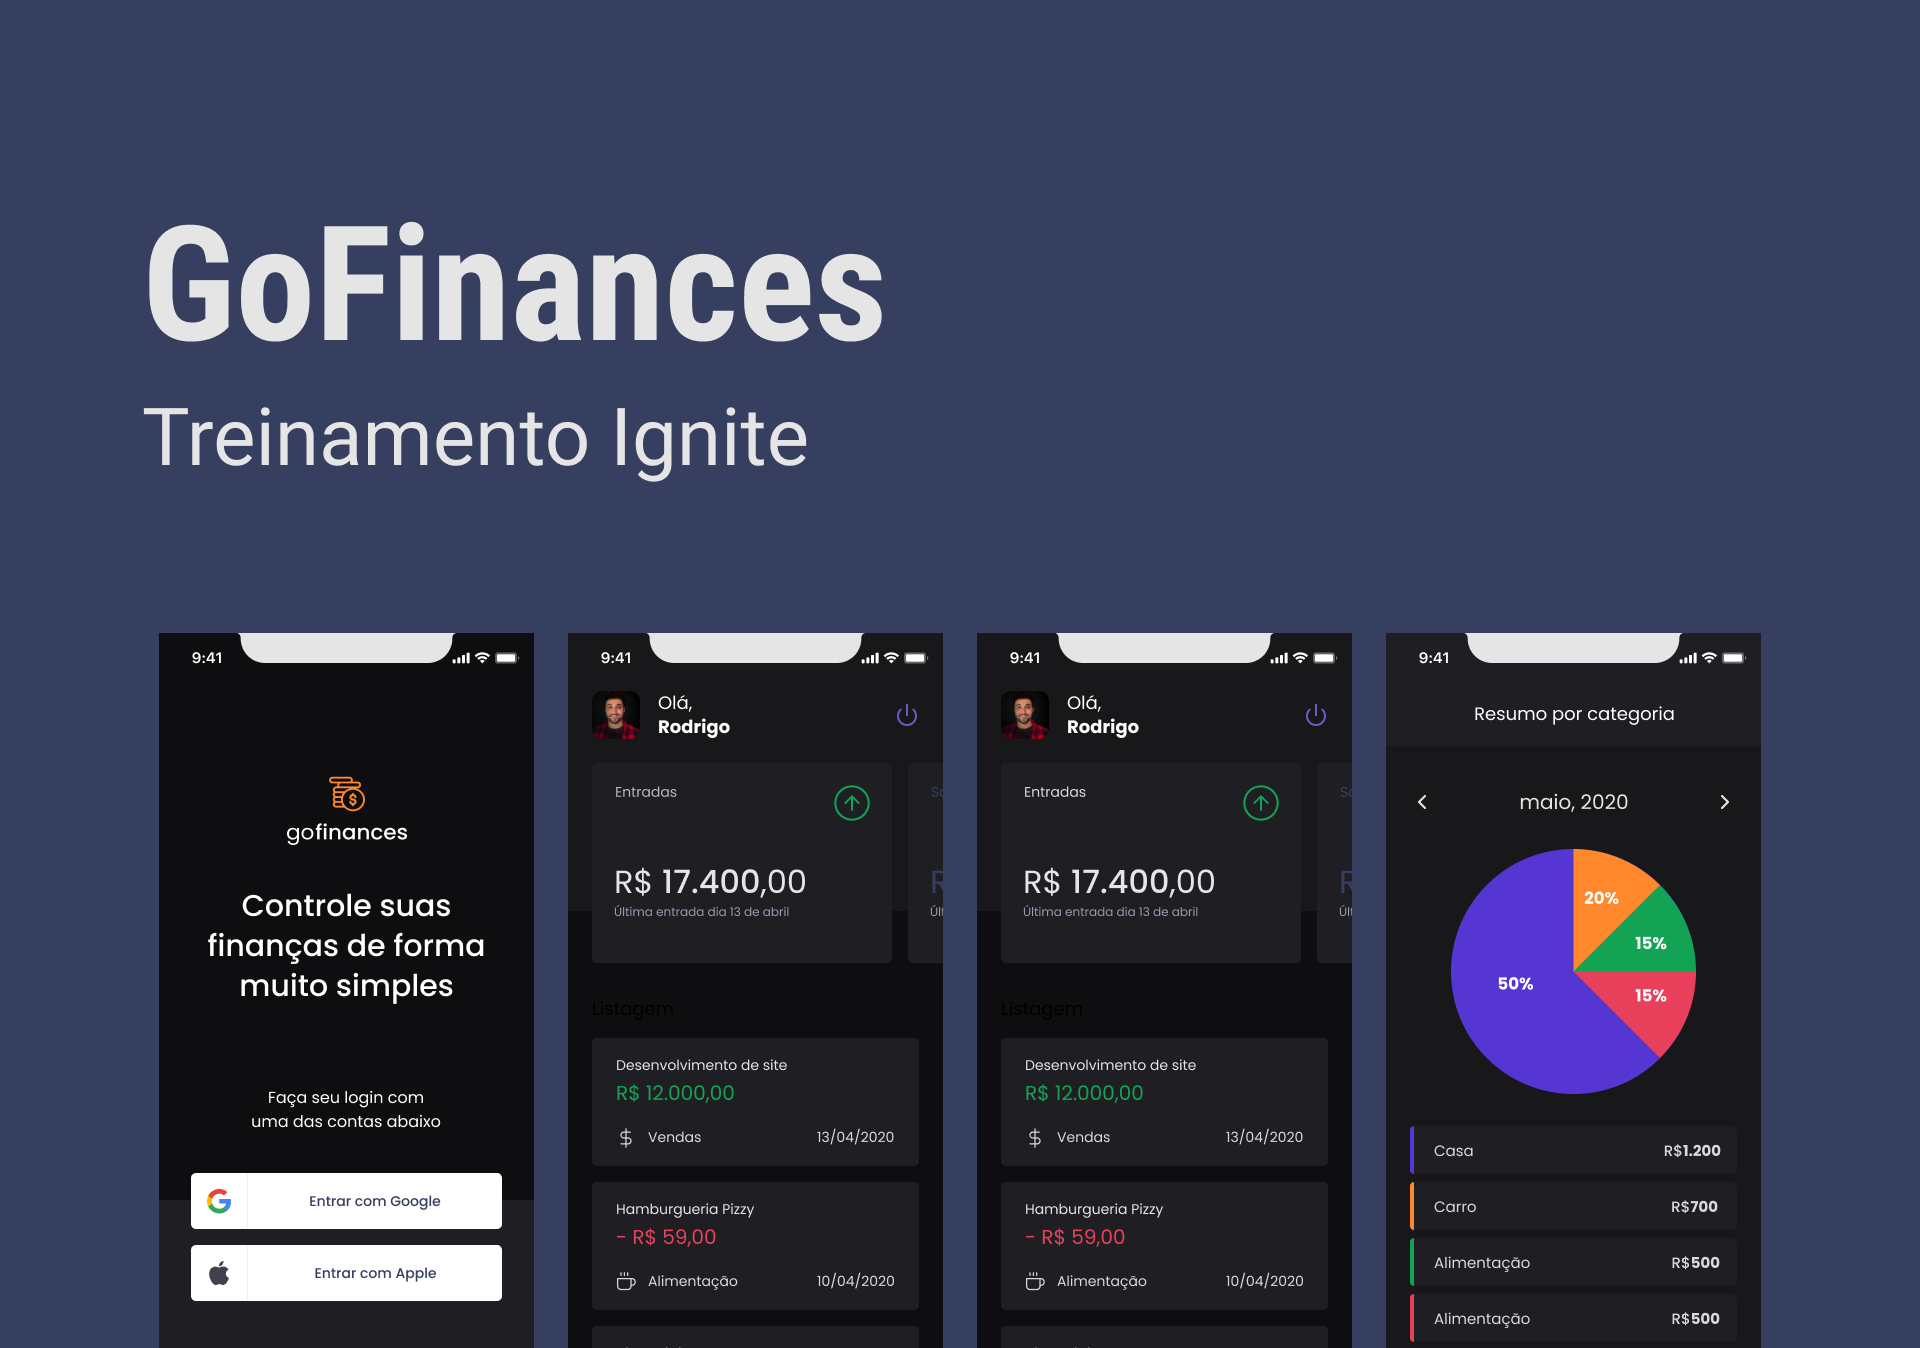 GoFinances
Treinamento Ignite
9:41
gofinances
Controle suas
finanças de forma
muito simples
Faça seu login com
uma das contas abaixo
Entrar com Google
Entrar com Apple
9:41
Olá,
Rodrigo
Entradas
R$ 17.400,00
Última entrada dia 13 de abril
Listagem
Desenvolvimento de site
R$ 12.000,00
Vendas
13/04/2020
Hamburgueria Pizzy
- R$ 59,00
Alimentação
10/04/2020
9:41
Olá,
Rodrigo
Entradas
R$ 17.400,00
Última entrada dia 13 de abril
Listagem
Desenvolvimento de site
R$ 12.000,00
Vendas
13/04/2020
Hamburgueria Pizzy
- R$ 59,00
Alimentação
10/04/2020
9:41
Resumo por categoria
maio, 2020
20%
15%
50%
15%
Casa
R$1.200
Carro
R$700
Alimentação
R$500
Alimentação
R$500